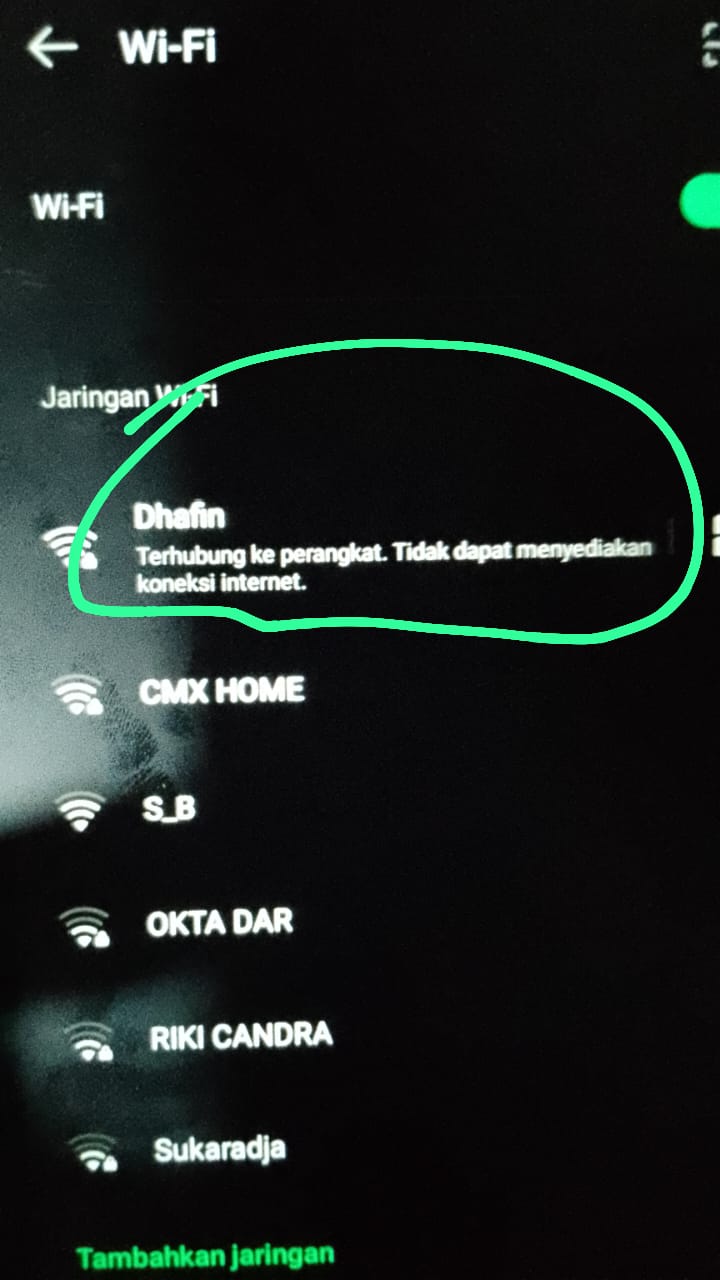 Wi-Fi
Wi-Fi
Jaringan Wi-Fi
Dhafin
Terhubung ke perangkat. Tidak dapat menyediakan
koneksi internet.
CMX HOME
S_B
OKTA DAR
RIKI CANDRA
Sukaradja
Tambahkan jaringan